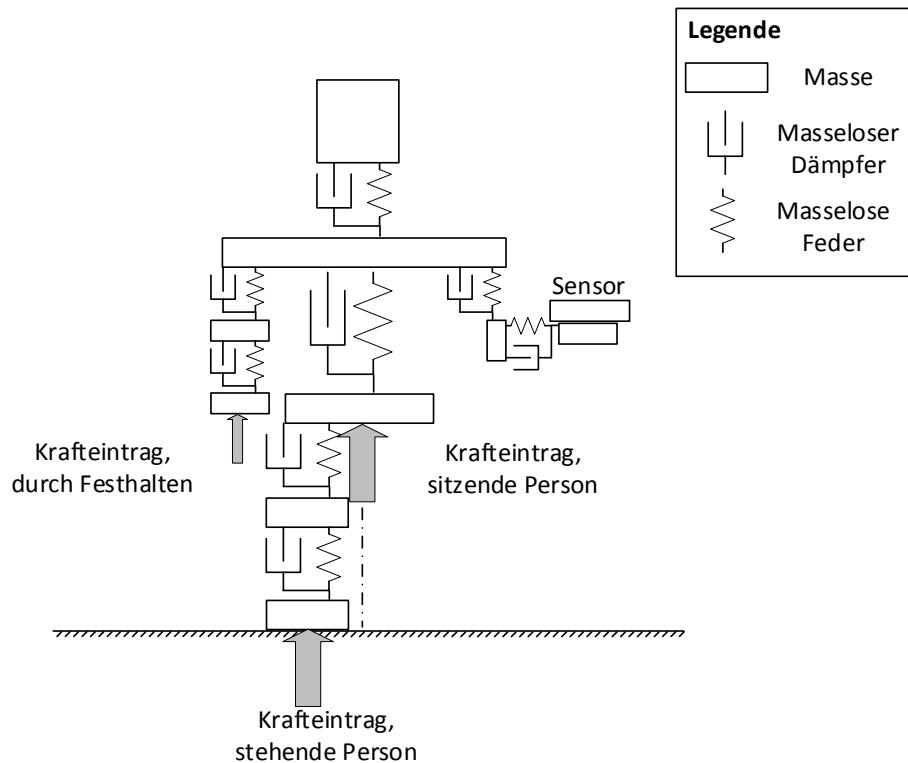 Legende
Masse
Masseloser
Dämpfer
Masselose
Feder
Sensor
Krafteintrag,
durch Festhalten
Krafteintrag,
sitzende Person
Krafteintrag,
stehende Person